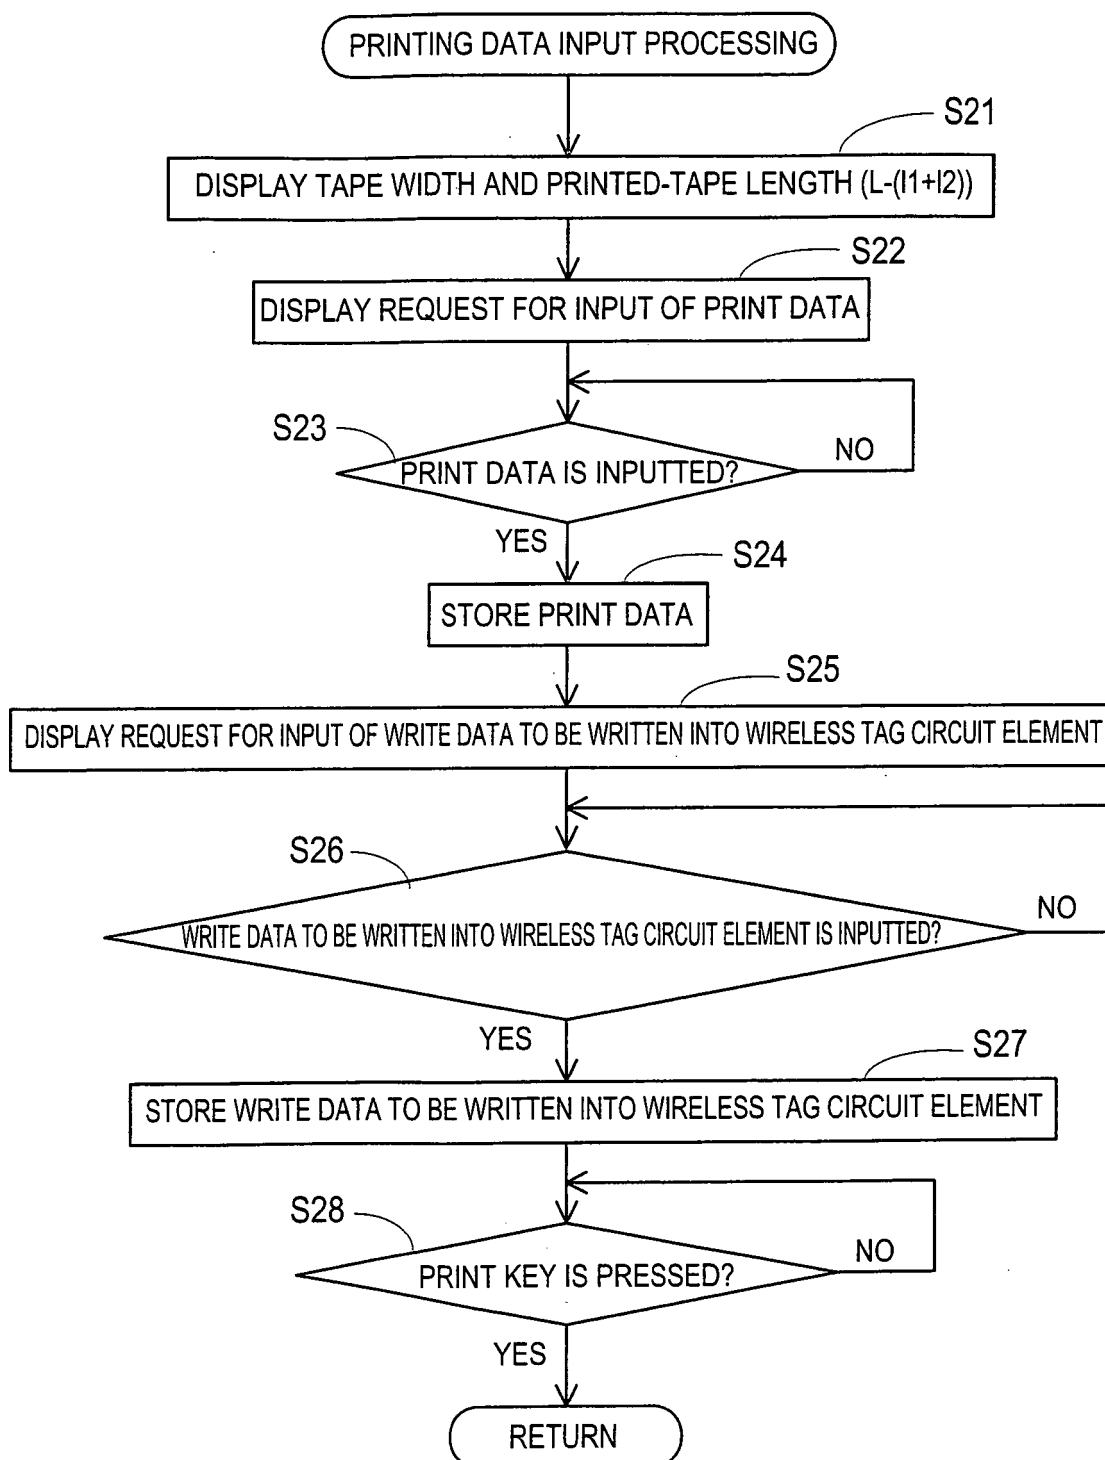 PRINTING DATA INPUT PROCESSING
S21
DISPLAY TAPE WIDTH AND PRINTED-TAPE LENGTH (L-(l1+l2))
S22
DISPLAY REQUEST FOR INPUT OF PRINT DATA
S23
NO
PRINT DATA IS INPUTTED?
YES
S24
STORE PRINT DATA
S25
DISPLAY REQUEST FOR INPUT OF WRITE DATA TO BE WRITTEN INTO WIRELESS TAG CIRCUIT ELEMENT
S26
NO
WRITE DATA TO BE WRITTEN INTO WIRELESS TAG CIRCUIT ELEMENT IS INPUTTED?
YES
S27
STORE WRITE DATA TO BE WRITTEN INTO WIRELESS TAG CIRCUIT ELEMENT
S28
NO
PRINT KEY IS PRESSED?
YES
RETURN